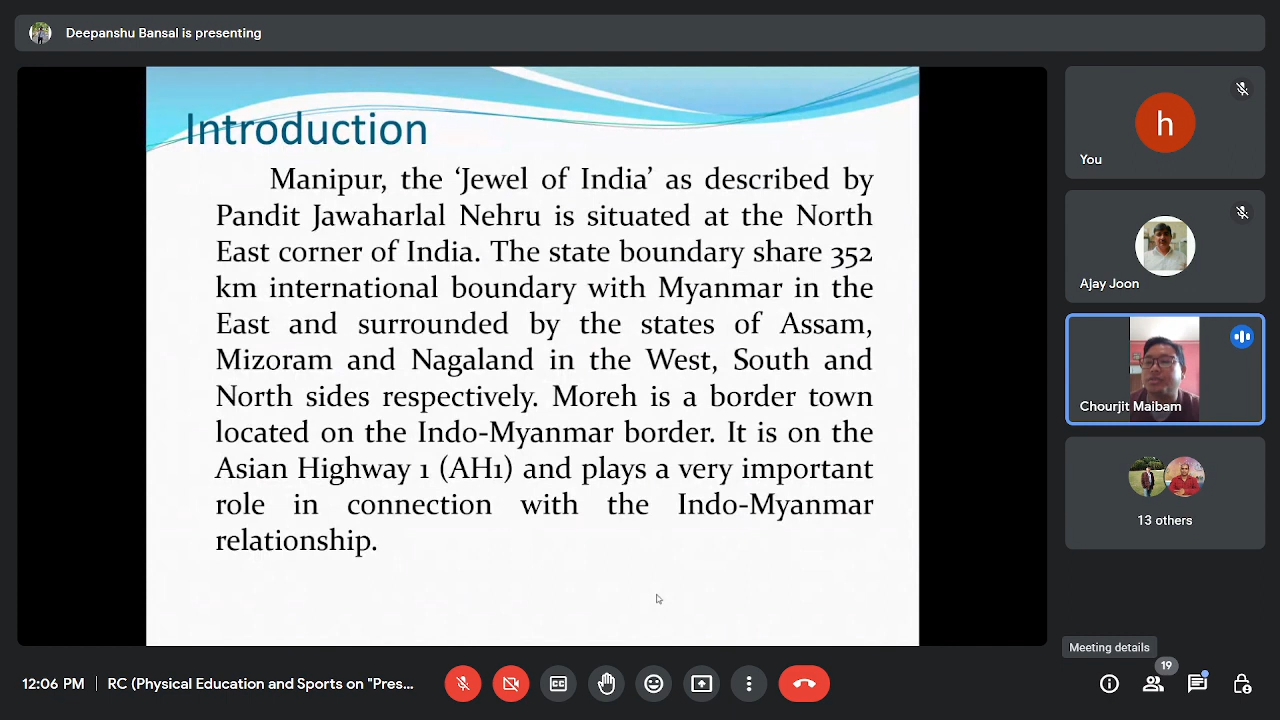 Deepanshu Bansal is presenting
Introduction
Manipur, the ‘Jewel of India’ as described by
Pandit Jawaharlal Nehru is situated at the North
East corner of India. The state boundary share 352
km international boundary with Myanmar in the
East and surrounded by the states of Assam,
Mizoram and Nagaland in the West, South and
North sides respectively. Moreh is a border town
located on the Indo-Myanmar border. It is on the
Asian Highway 1 (AH1) and plays a very important
role in connection with the Indo-Myanmar
relationship.
h
You
Ajay Joon
Chourjit Maibam
13 others
Meeting details
12:06 PM | RC (Physical Education and Sports on "Pres...
CC
19